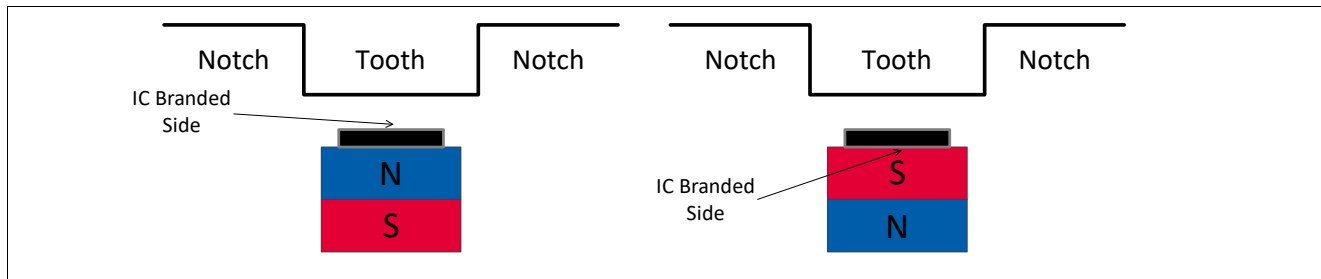 Notch Tooth Notch
IC Branded
Side
N
S
Notch Tooth Notch
IC Branded
Side
S
N